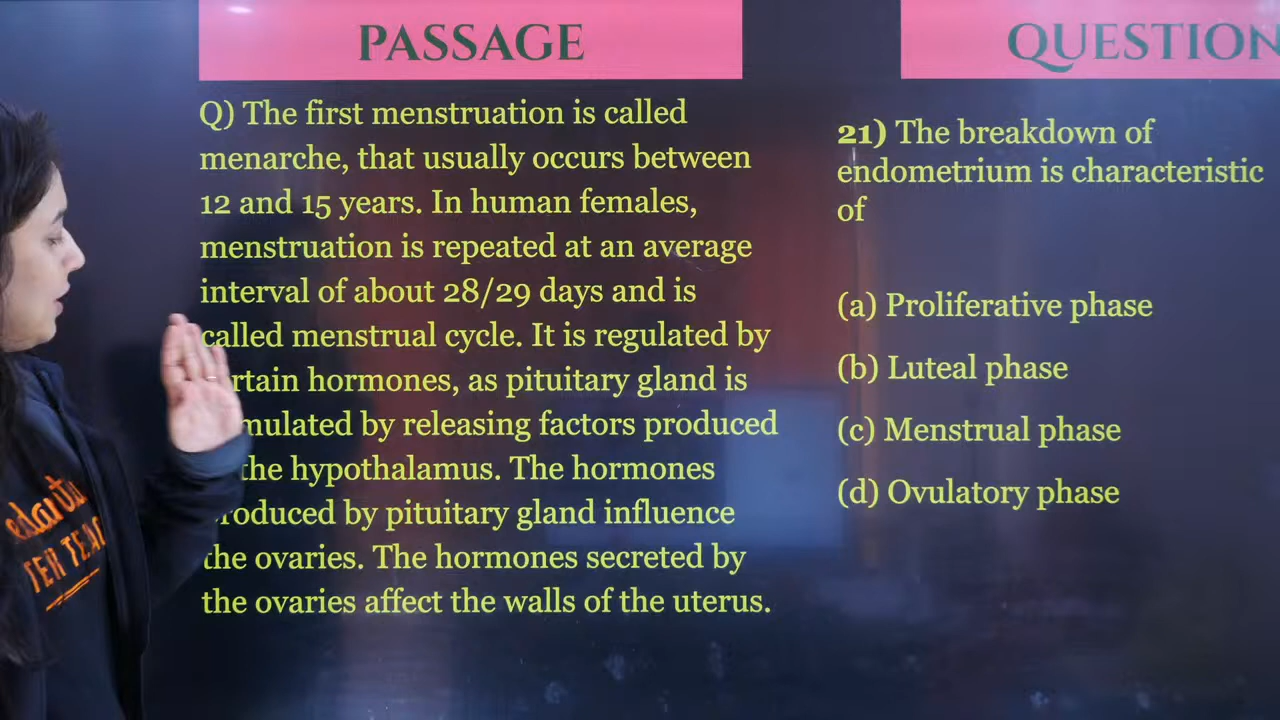 PASSAGE
Q) The first menstruation is called
menarche, that usually occurs between
12 and 15 years. In human females,
menstruation is repeated at an average
interval of about 28/29 days and is
called menstrual cycle. It is regulated by
hormones, as pituitary gland is
by releasing factors produced
the hypothalamus. The hormones
by pituitary gland influence
the ovaries. The hormones secreted by
the ovaries affect the walls of the uterus.
QUESTION
21) The breakdown of
endometrium is characteristic
of
(a) Proliferative phase
(b) Luteal phase
(c) Menstrual phase
(d) Ovulatory phase